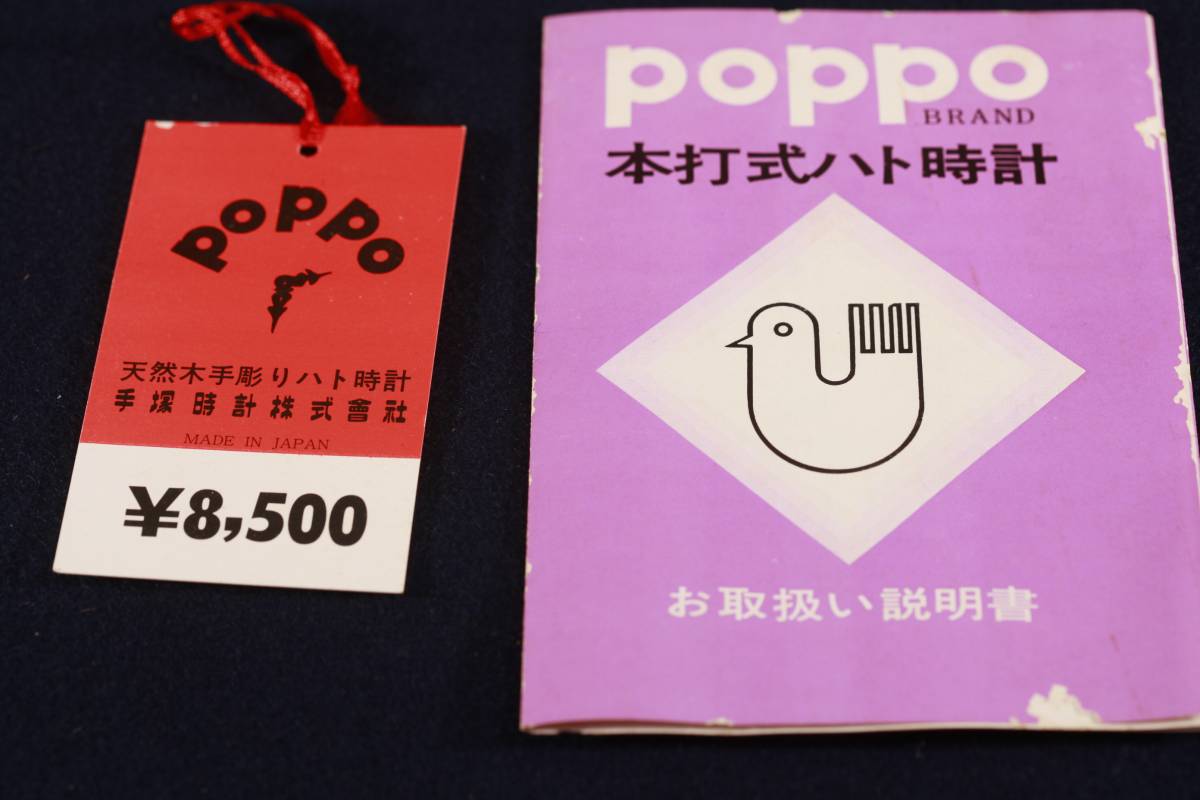 poppo
天然木手彫りハト時計
手塚時計株式會社
MADE IN JAPAN
¥8,500
poppo
BRAND
本打式ハト時計
お取扱い説明書